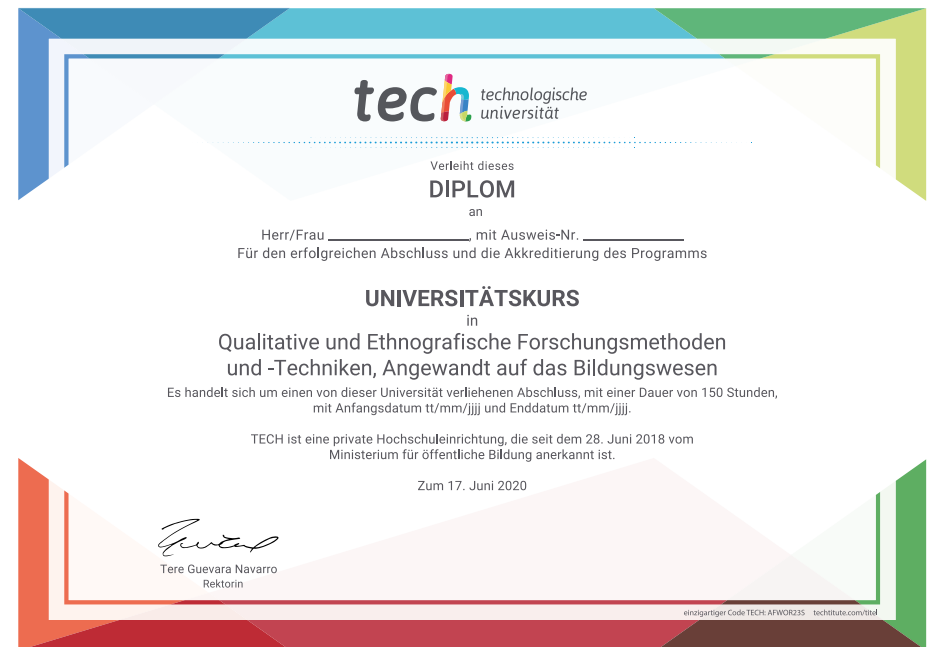 tech technologische
universität
Verleiht dieses
DIPLOM
an
Herr/Frau ________________, mit Ausweis-Nr. ____________
Für den erfolgreichen Abschluss und die Akkreditierung des Programms
UNIVERSITÄTSKURS
in
Qualitative und Ethnografische Forschungsmethoden
und -Techniken, Angewandt auf das Bildungswesen
Es handelt sich um einen von dieser Universität verliehenen Abschluss, mit einer Dauer von 150 Stunden,
mit Anfangsdatum tt/mm/jjjj und Enddatum tt/mm/jjjj.
TECH ist eine private Hochschuleinrichtung, die seit dem 28. Juni 2018 vom
Ministerium für öffentliche Bildung anerkannt ist.
Zum 17. Juni 2020
Tere Guevara Navarro
Rektorin
einzigartiger Code TECH: AFWOR23S techtitute.com/titel